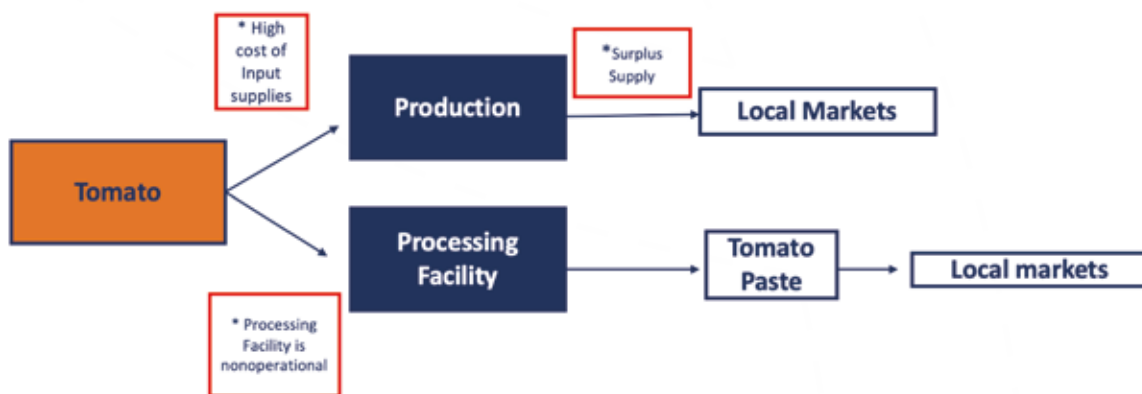 * High
cost of
Input
supplies
*Surplus
Supply
Production
Local Markets
Tomato
Processing
Facility
Tomato
Paste
Local markets
* Processing
Facility is
nonoperational